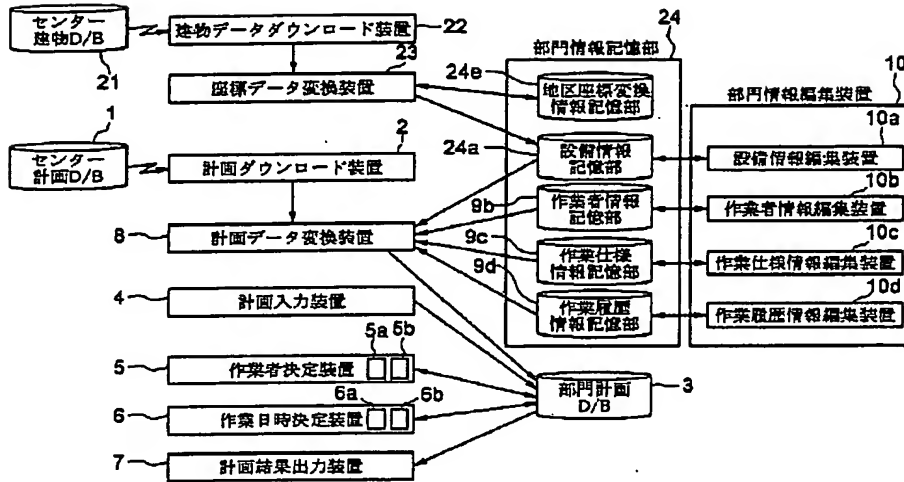 センター
建物D/B
21
建物データダウンロード装置
22
23
座標データ変換装置
1
センター
計画D/B
2
計画ダウンロード装置
8
計画データ変換装置
4
計画入力装置
5a
5b
5
作業者決定装置
6a
6b
6
作業日時決定装置
7
計画結果出力装置
24
部門情報記憶部
24e
地区座標変換
情報記憶部
24a
設備情報
記憶部
9b
作業者情報
記憶部
9c
作業仕様
情報記憶部
9d
作業履歴
情報記憶部
部門計画
D/B
3
10
部門情報編集装置
10a
設備情報編集装置
10b
作業者情報編集装置
10c
作業仕様情報編集装置
10d
作業履歴情報編集装置